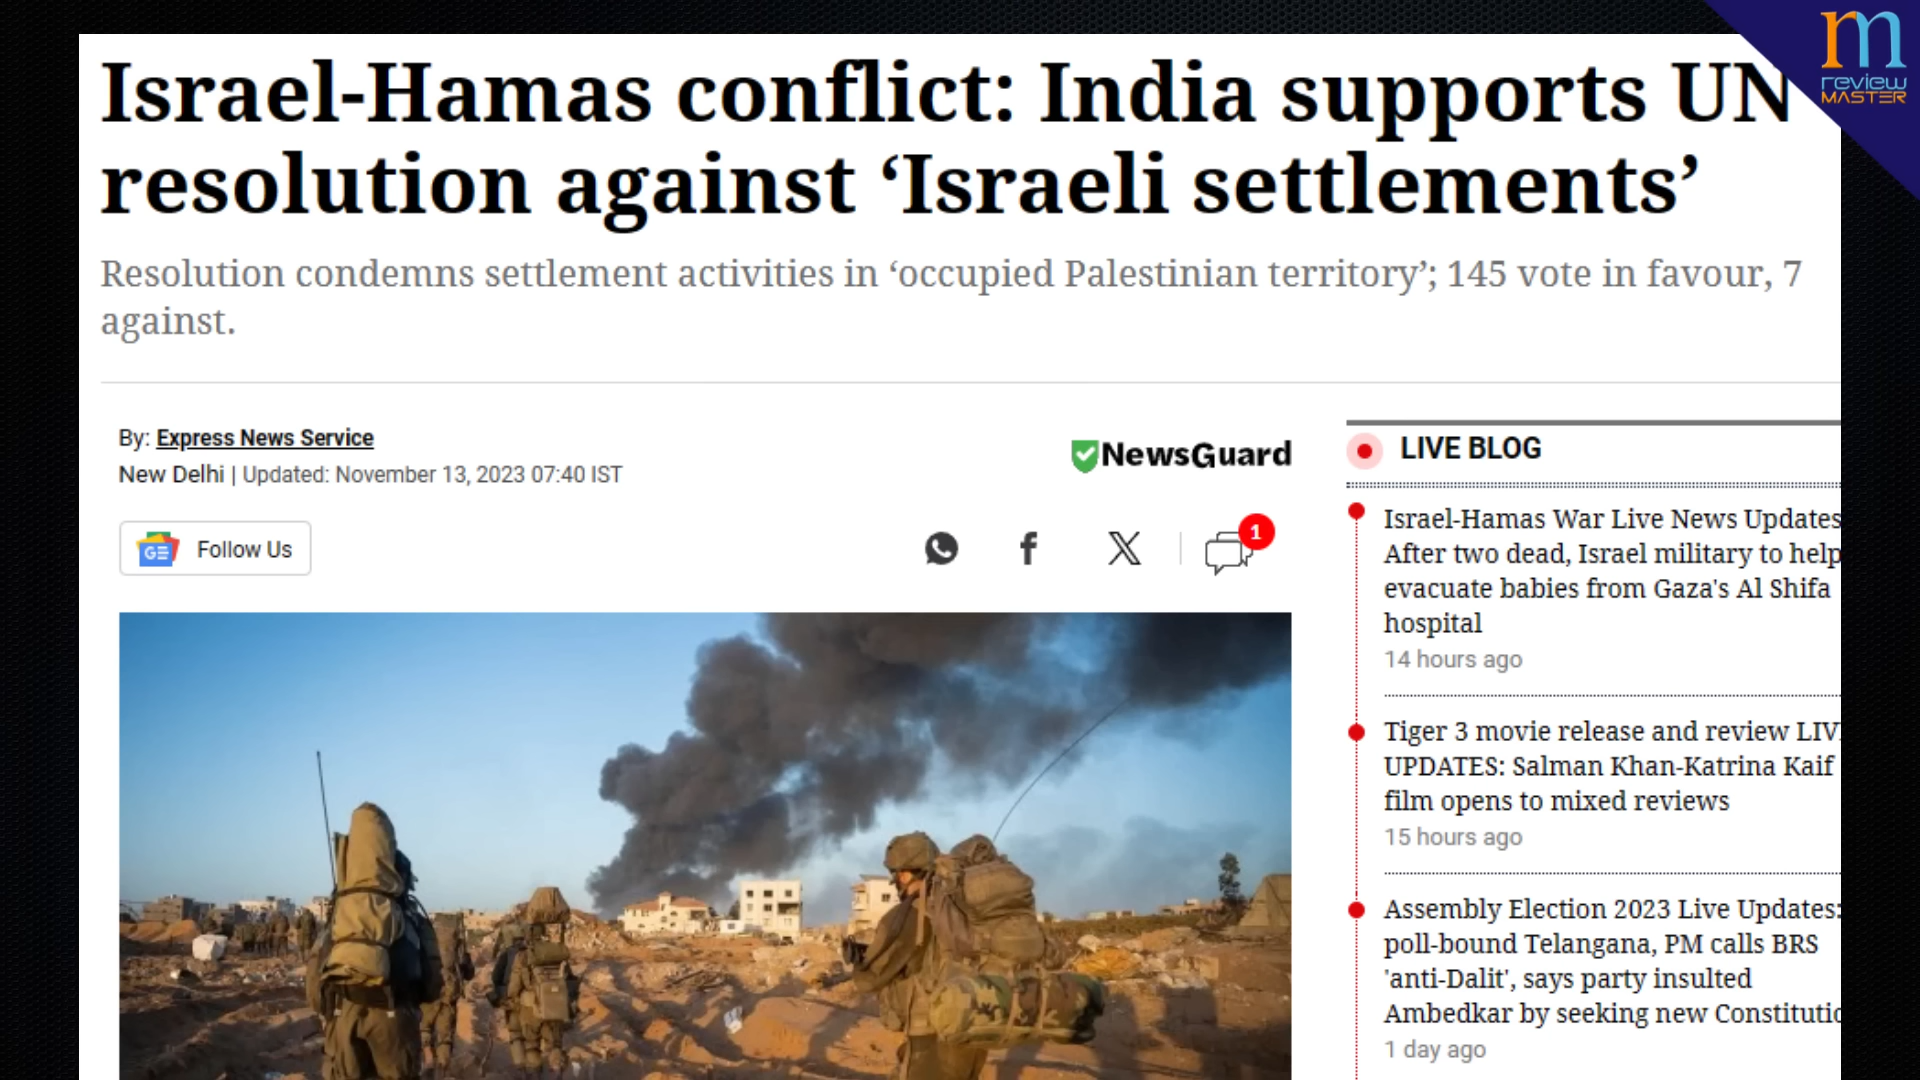 Israel-Hamas conflict: India supports UN
resolution against ‘Israeli settlements’
Resolution condemns settlement activities in ‘occupied Palestinian territory’; 145 vote in favour, 7
against.
By: Express News Service
New Delhi | Updated: November 13, 2023 07:40 IST
NewsGuard
GE Follow Us
1
LIVE BLOG
Israel-Hamas War Live News Updates
After two dead, Israel military to help
evacuate babies from Gaza's Al Shifa
hospital
14 hours ago
Tiger 3 movie release and review LIV
UPDATES: Salman Khan-Katrina Kaif
film opens to mixed reviews
15 hours ago
Assembly Election 2023 Live Updates:
poll-bound Telangana, PM calls BRS
'anti-Dalit', says party insulted
Ambedkar by seeking new Constitutio
1 day ago
rm
review
MASTER